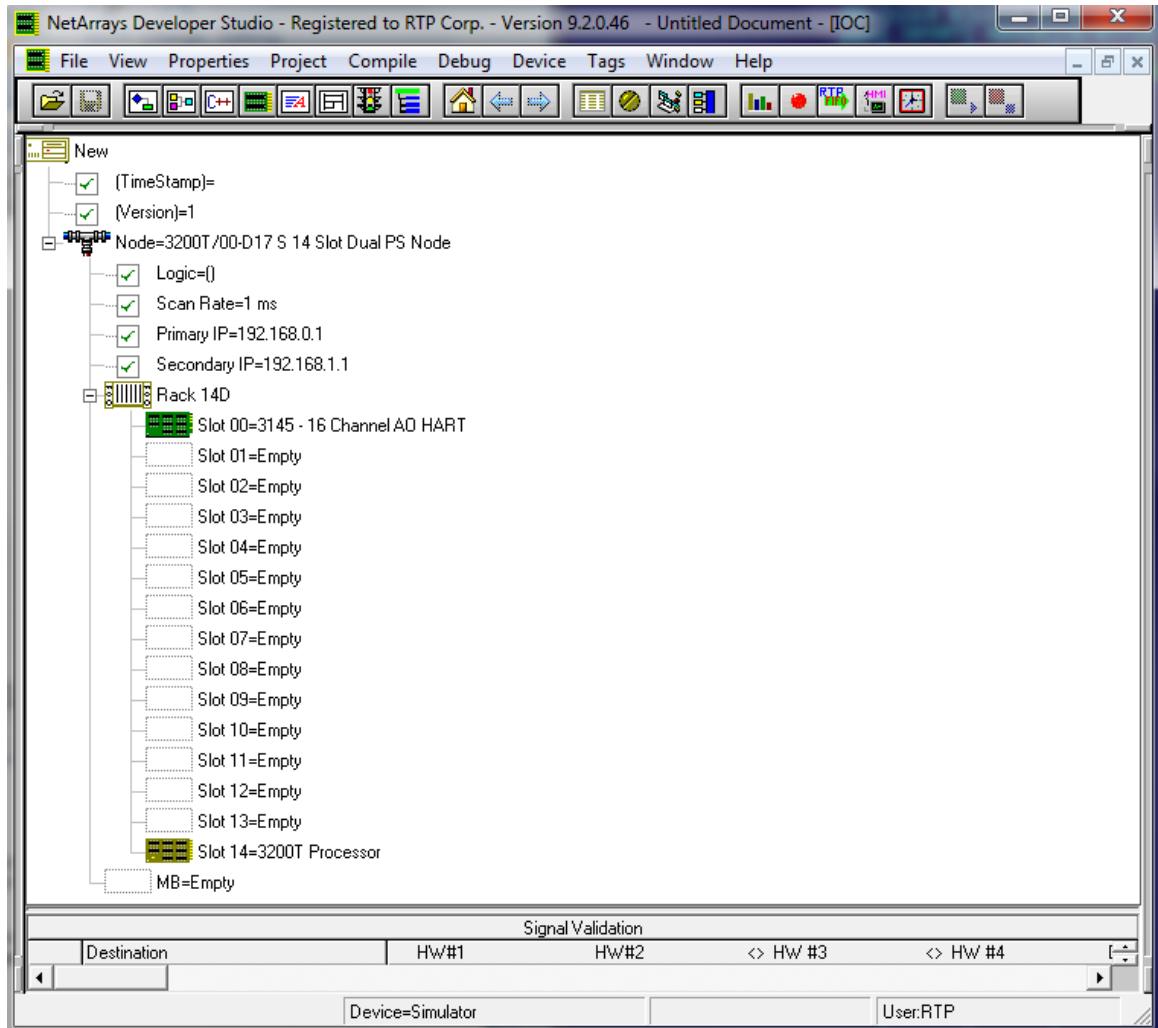 NetArrays Developer Studio - Registered to RTP Corp. - Version 9.2.0.46 - Untitled Document - [IOC]
File View Properties Project Compile Debug Device Tags Window Help
C++ RTP HMI
New
(TimeStamp)=
(Version)=1
Node=3200T/00-D17 S 14 Slot Dual PS Node
Logic=()
Scan Rate=1 ms
Primary IP=192.168.0.1
Secondary IP=192.168.1.1
Rack 14D
Slot 00=3145 - 16 Channel AO HART
Slot 01=Empty
Slot 02=Empty
Slot 03=Empty
Slot 04=Empty
Slot 05=Empty
Slot 06=Empty
Slot 07=Empty
Slot 08=Empty
Slot 09=Empty
Slot 10=Empty
Slot 11=Empty
Slot 12=Empty
Slot 13=Empty
Slot 14=3200T Processor
MB=Empty
Signal Validation
Destination HW#1 HW#2 <> HW #3 <> HW #4
Device=Simulator User:RTP